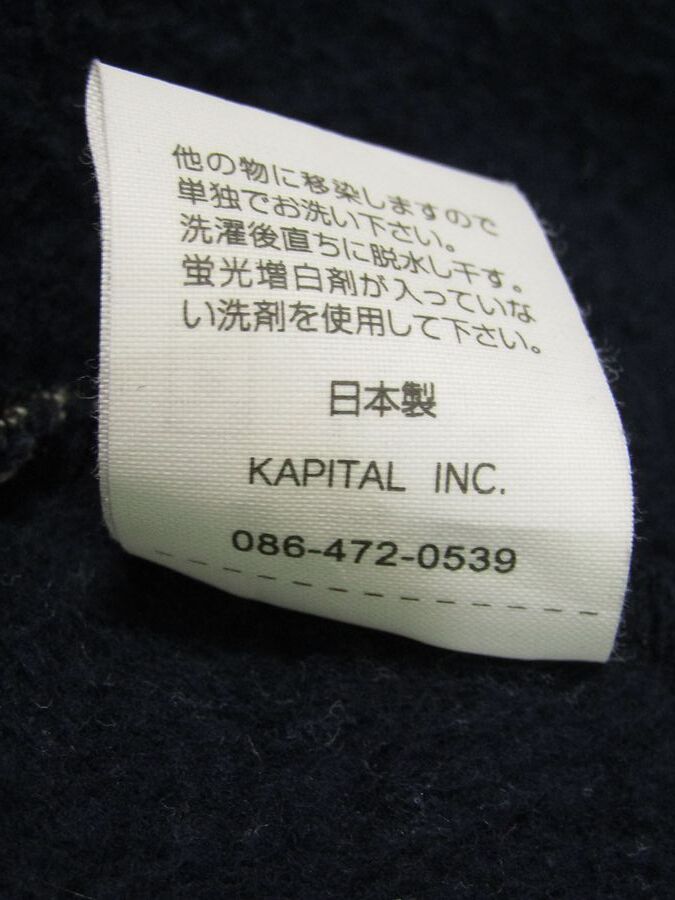 他の物に移染しますので
単独でお洗い下さい。
洗濯後直ちに脱水し干す。
蛍光増白剤が入っていな
い洗剤を使用して下さい。
日本製
KAPITAL INC.
086-472-0539